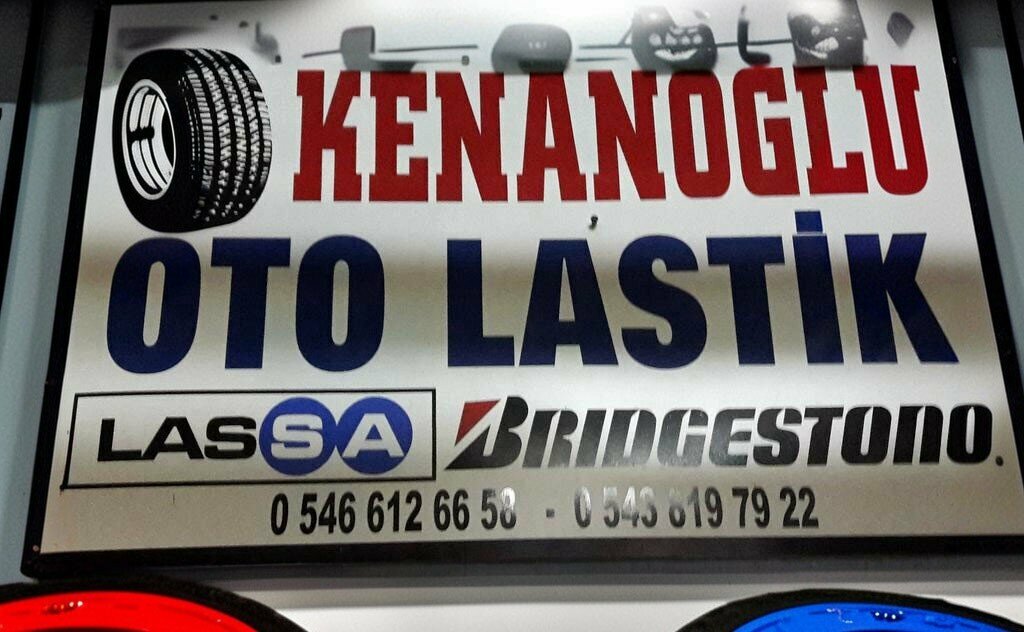 KENANOGLU
OTO LASTİK
LASSA BRIDGESTONO.
0 546 612 66 58 - 0 543 619 79 22